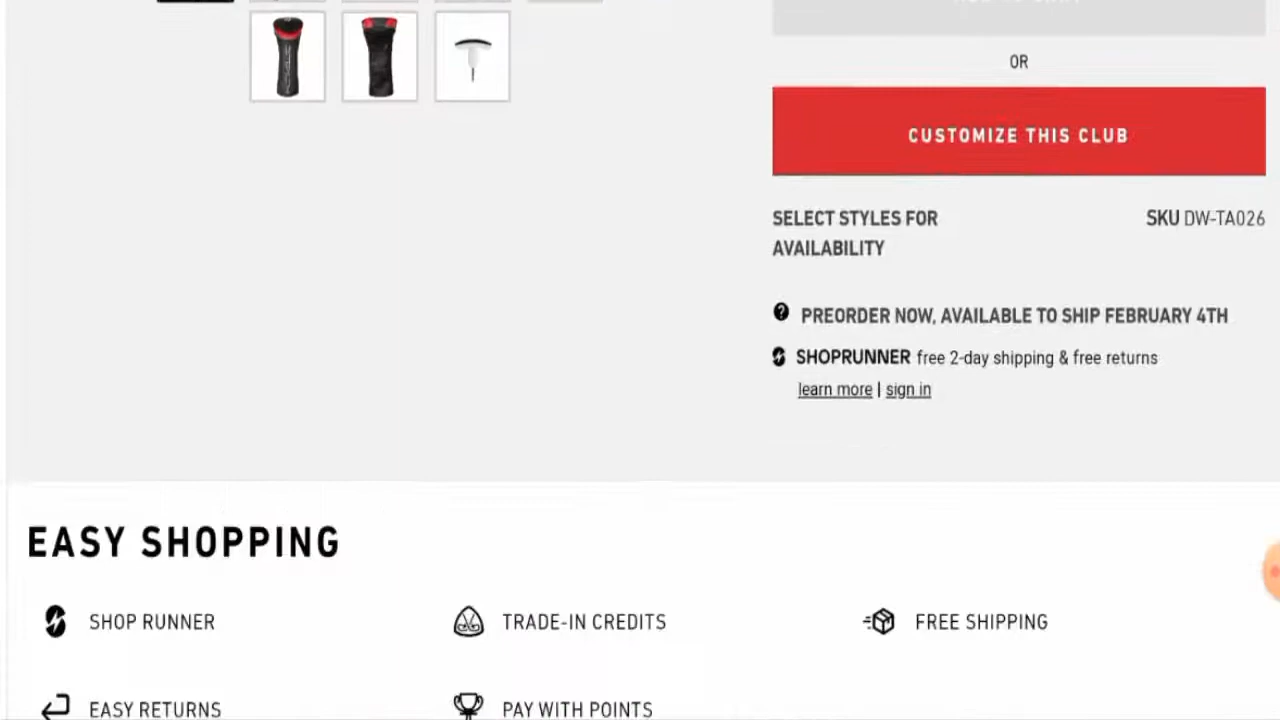 OR
CUSTOMIZE THIS CLUB
SELECT STYLES FOR
AVAILABILITY
SKU DW-TA026
PREORDER NOW, AVAILABLE TO SHIP FEBRUARY 4TH
SHOPRUNNER free 2-day shipping & free returns
learn more | sign in
EASY SHOPPING
SHOP RUNNER
TRADE-IN CREDITS
FREE SHIPPING
EASY RETURNS
PAY WITH POINTS